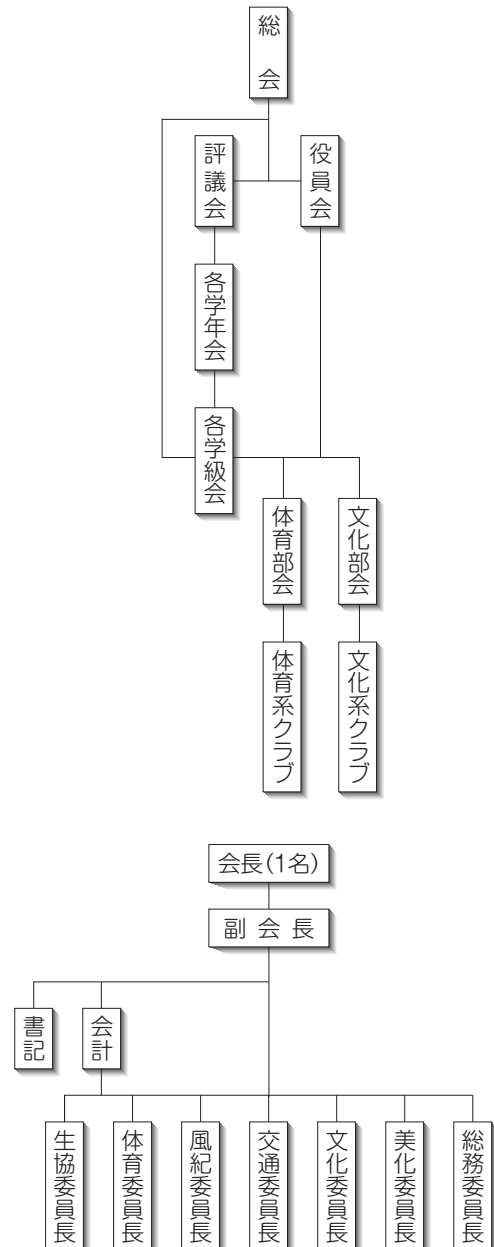 総会
評議会
役員会
各学年会
各学級会
体育部会
文化部会
体育系クラブ
文化系クラブ
会長(1名)
副会長
書記
会計
生協委員長
体育委員長
風紀委員長
交通委員長
文化委員長
美化委員長
総務委員長